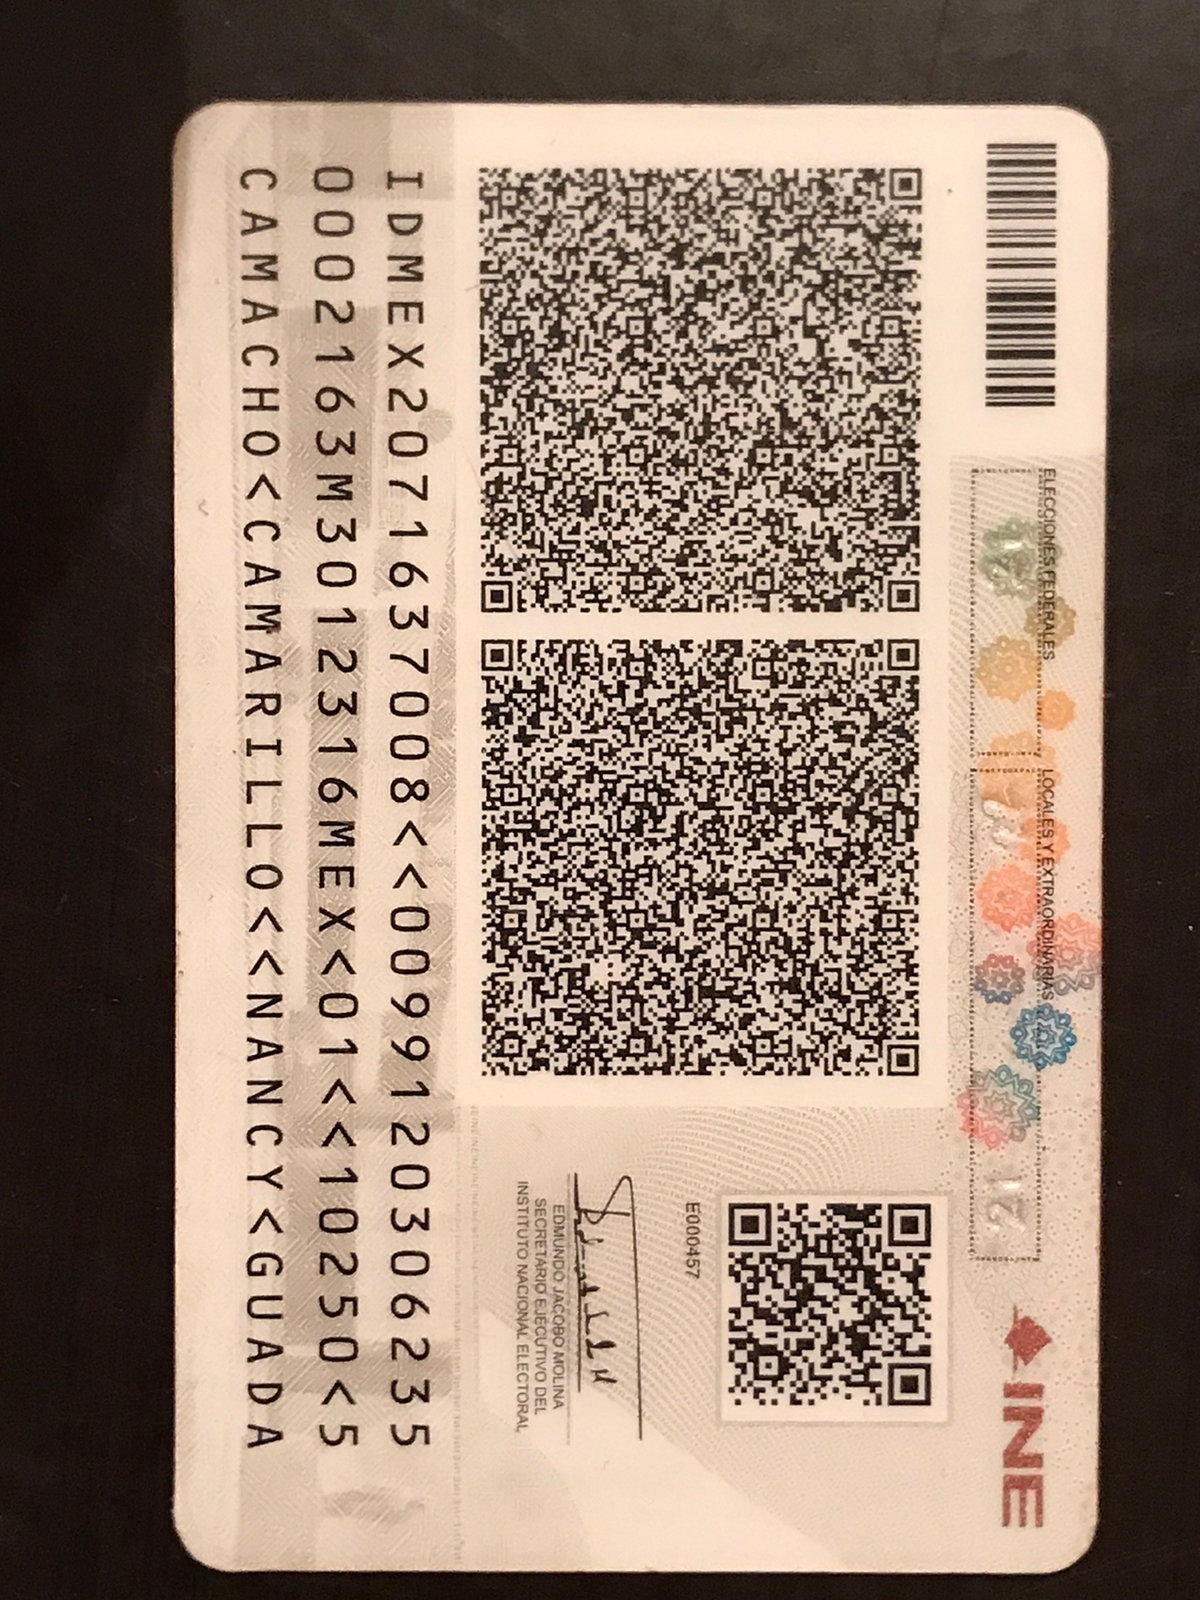 ELECCIONES FEDERALES
LOCALES Y EXTRAORDINARIAS
INE
E000457
EDMUNDO JACOBO MOLINA
SECRETARIO EJECUTIVO DEL
INSTITUTO NACIONAL ELECTORAL
IDMEX2071637008<<0099120306235
0002163M3012316MEX<01<<10250<5
CAMACHO<CAMARILLO<<NANCY<GUADA